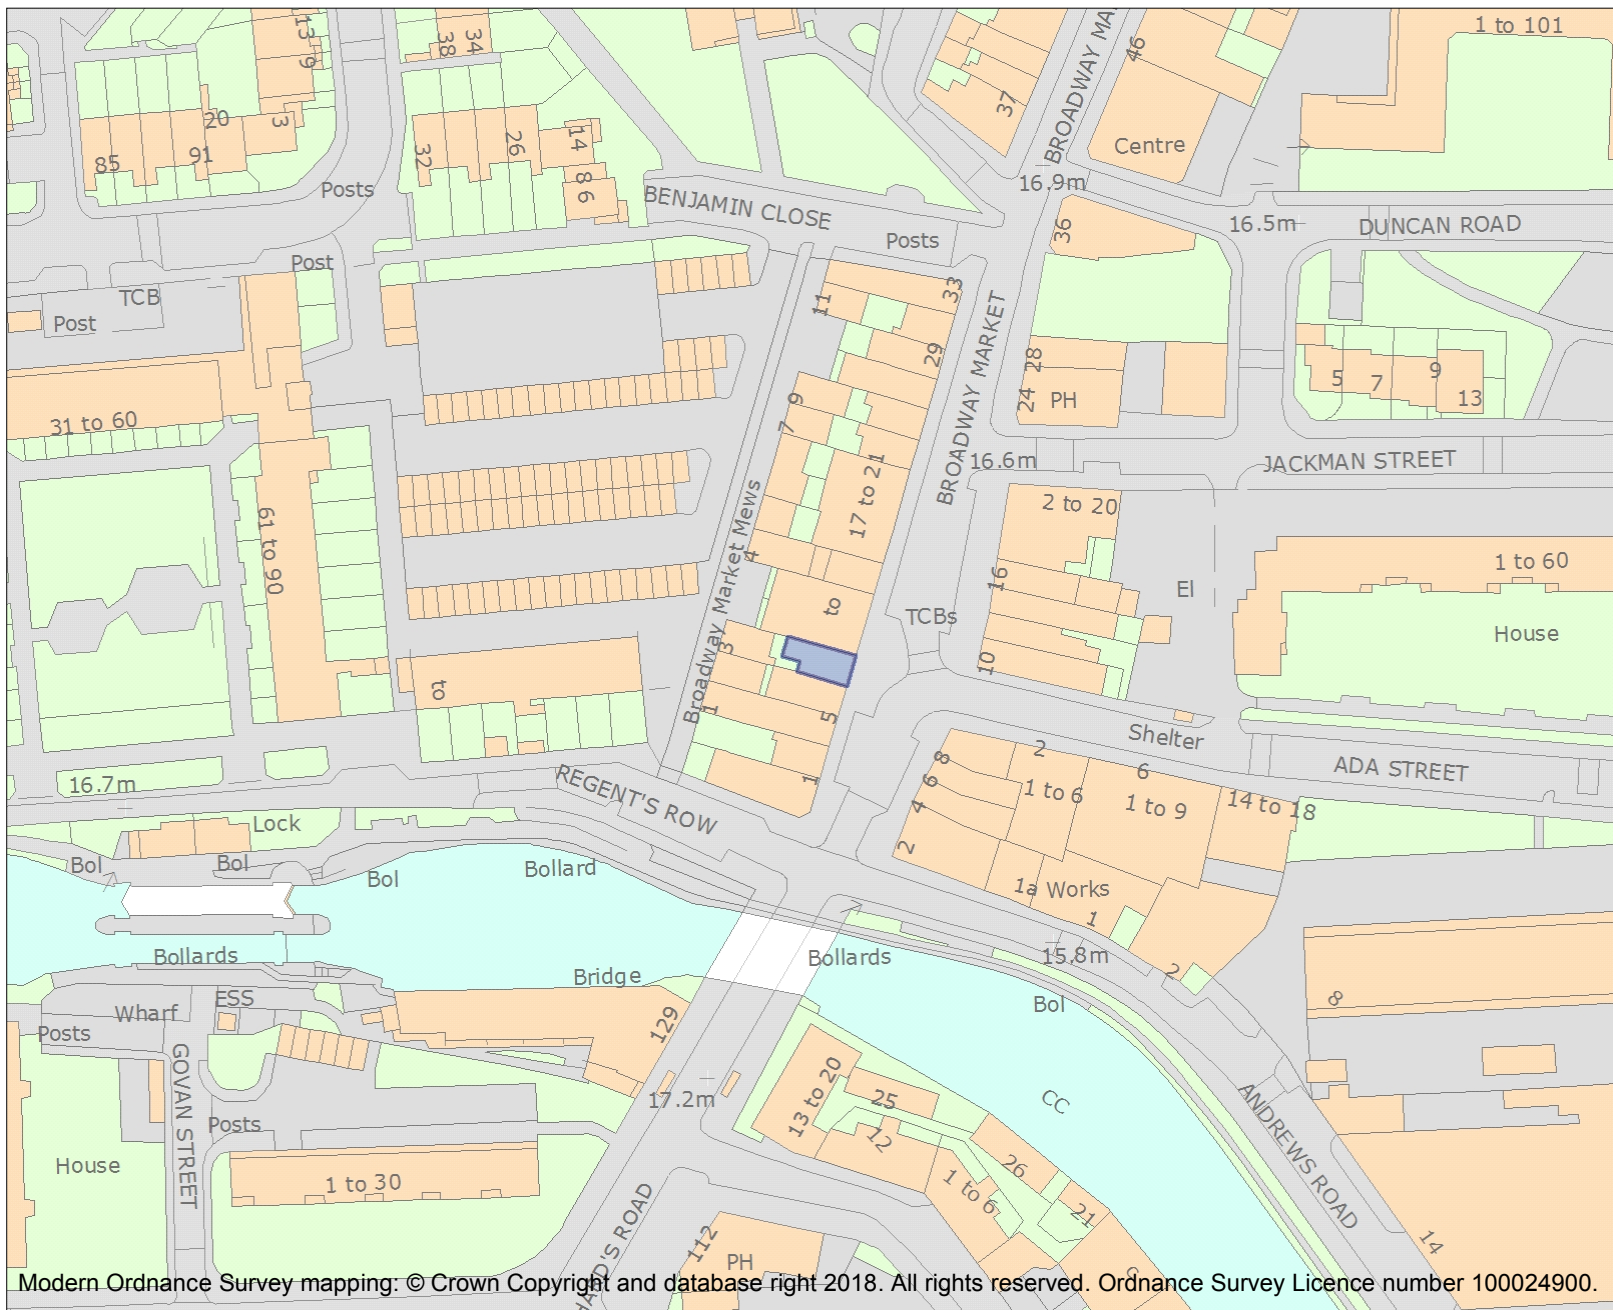 13
9
38
34
BROADWAY MA
46
1 to 101
37
20
3
85
91
32
26
14
8
6
Centre
Posts
16.9m
BENJAMIN CLOSE
36
16.5m
DUNCAN ROAD
Posts
Post
TCB
Post
11
33
BROADWAY MARKET
29
28
24
PH
5
7
9
13
31 to 60
9
7
16.6m
JACKMAN STREET
17 to 21
61 to 90
Broadway Market Mews
4
2 to 20
16
El
1 to 60
to
TCBs
House
3
10
to
1
5
Shelter
16.7m
REGENT'S ROW
1
8
6
4
2
2
1 to 6
6
1 to 9
14 to 18
ADA STREET
Lock
Bol
Bol
Bol
Bollard
1a
Works
1
Bollards
Bridge
Bollards
15.8m
2
Wharf
ESS
Posts
129
Bol
8
GOVAN STREET
17.2m
13 to 20
25
CC
Posts
12
ANDREWS ROAD
House
1 to 30
26
1 to 6
21
112
PH
14
HARD'S ROAD
Modern Ordnance Survey mapping: © Crown Copyright and database right 2018. All rights reserved. Ordnance Survey Licence number 100024900.